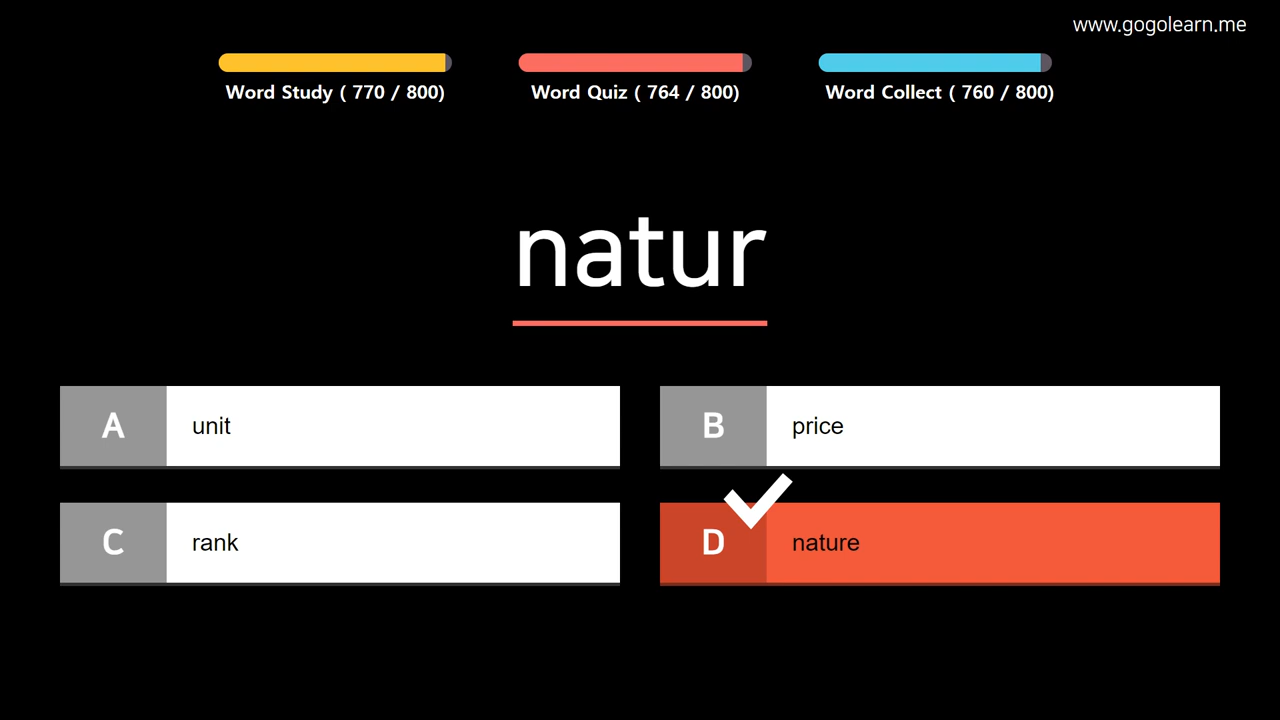 www.gogolearn.me
Word Study ( 770 / 800)
Word Quiz ( 764 / 800)
Word Collect ( 760 / 800)
natur
A unit
B price
C rank
D nature